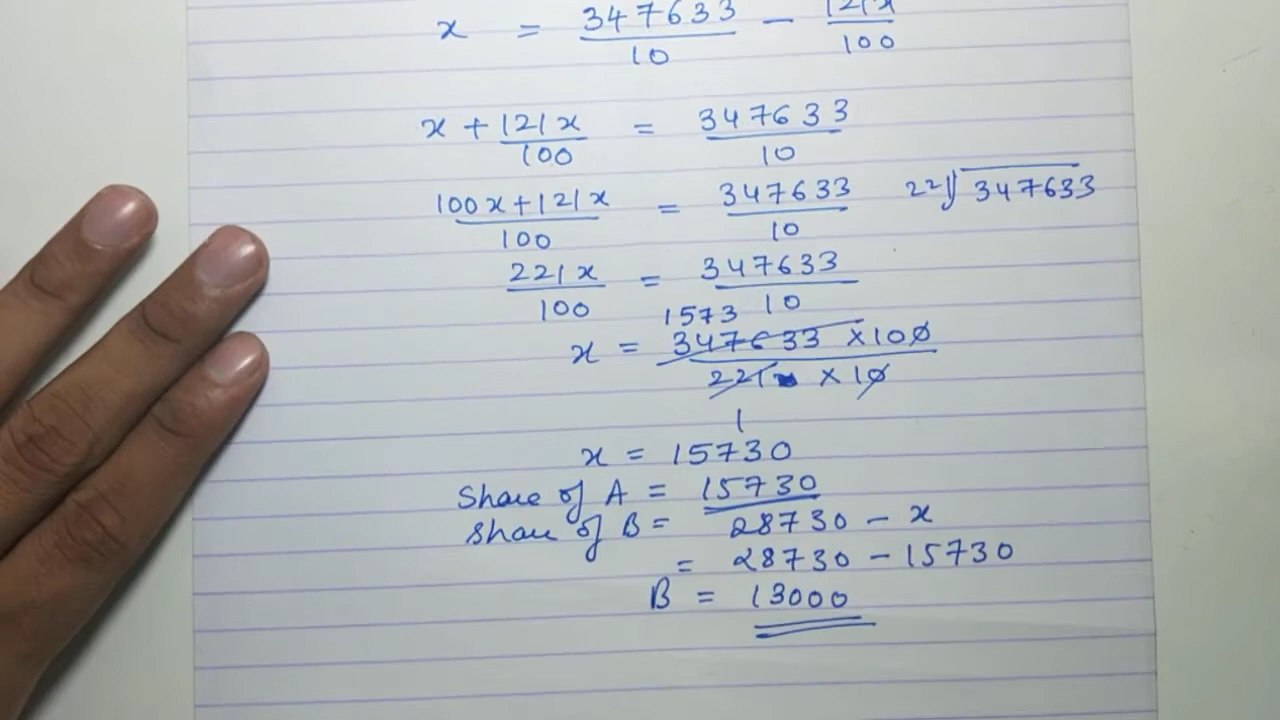 x = 347633/10 - 121x/100
x + 121x/100 = 347633/10
100x+121x/100 = 347633/10 22)347633
221x/100 = 347633/10
1573
x = 347633 ×100/221 × 10
1
x = 15730
Share of A = 15730
Share of B = 28730 - x
= 28730 - 15730
B = 13000